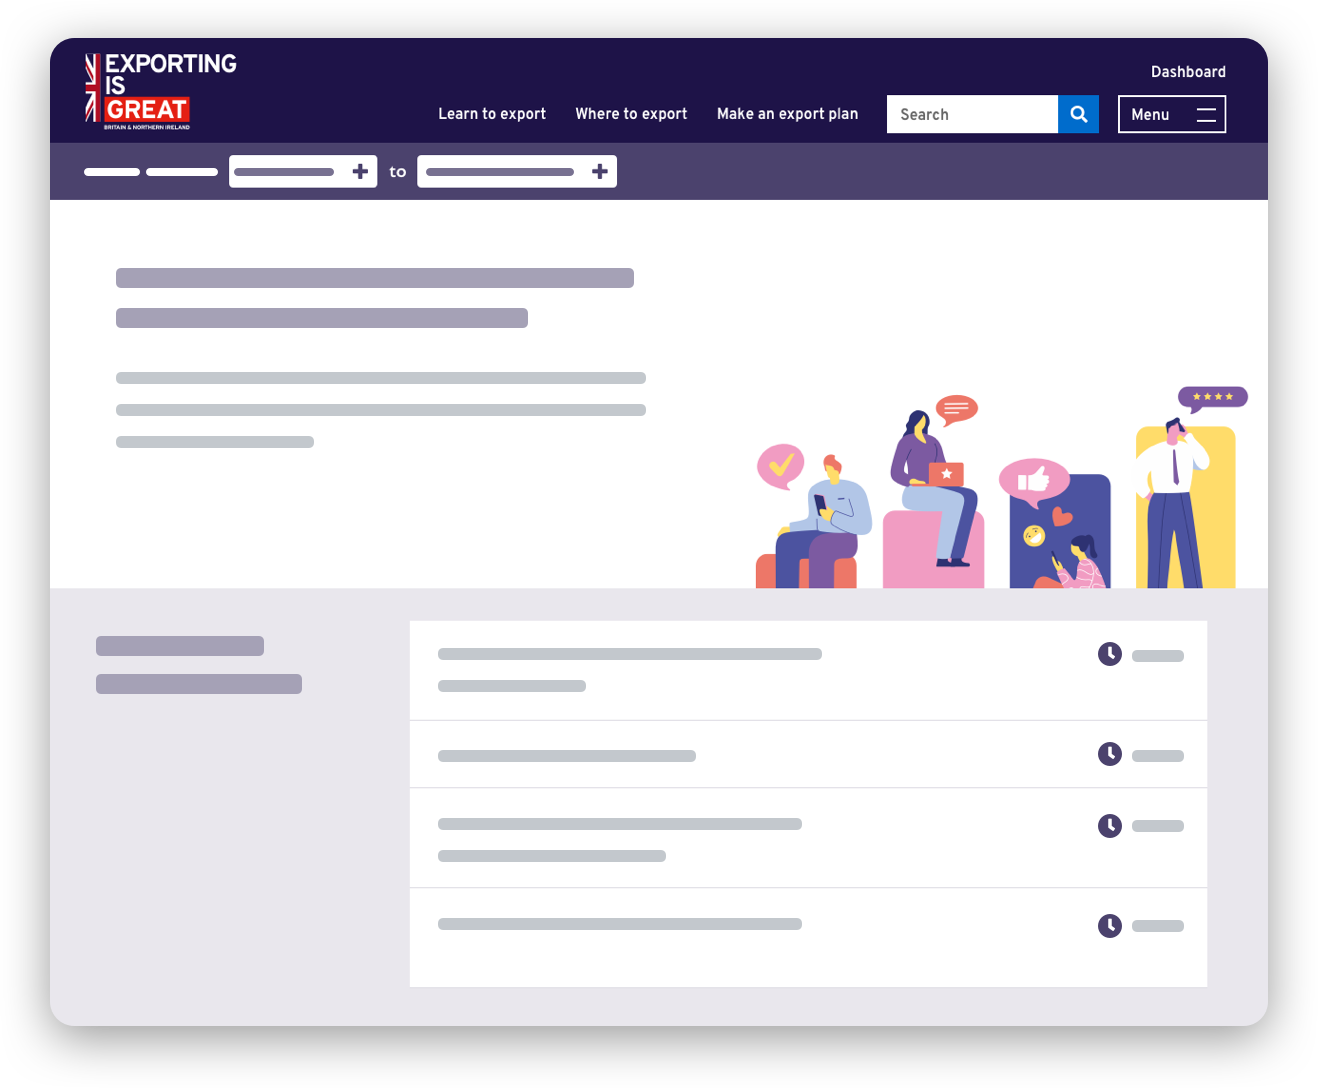 EXPORTING
IS
GREAT
BRITAIN & NORTHERN IRELAND
Dashboard
Learn to export
Where to export
Make an export plan
Search
Menu
to